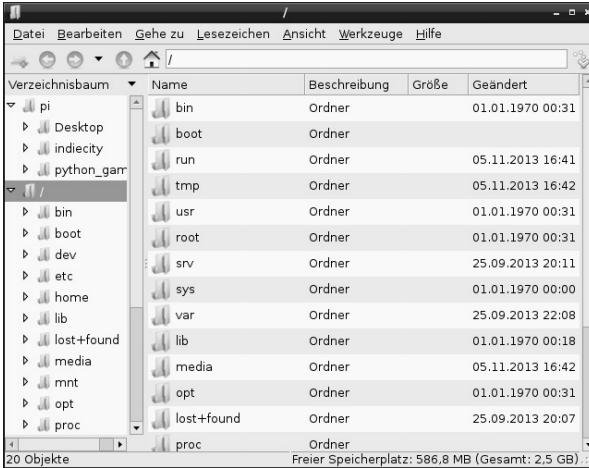 /
Datei Bearbeiten Gehe zu Lesezeichen Ansicht Werkzeuge Hilfe
/
Verzeichnisbaum
pi
Desktop
indiecity
python_gam
/
bin
boot
dev
etc
home
lib
lost+found
media
mnt
opt
proc
Name Beschreibung Größe Geändert
bin Ordner 01.01.1970 00:31
boot Ordner
run Ordner 05.11.2013 16:41
tmp Ordner 05.11.2013 16:42
usr Ordner 01.01.1970 00:31
root Ordner 01.01.1970 00:31
srv Ordner 25.09.2013 20:11
sys Ordner 01.01.1970 00:00
var Ordner 25.09.2013 22:08
lib Ordner 01.01.1970 00:18
media Ordner 05.11.2013 16:42
opt Ordner 01.01.1970 00:31
lost+found Ordner 25.09.2013 20:07
proc Ordner
20 Objekte Freier Speicherplatz: 586,8 MB (Gesamt: 2,5 GB)